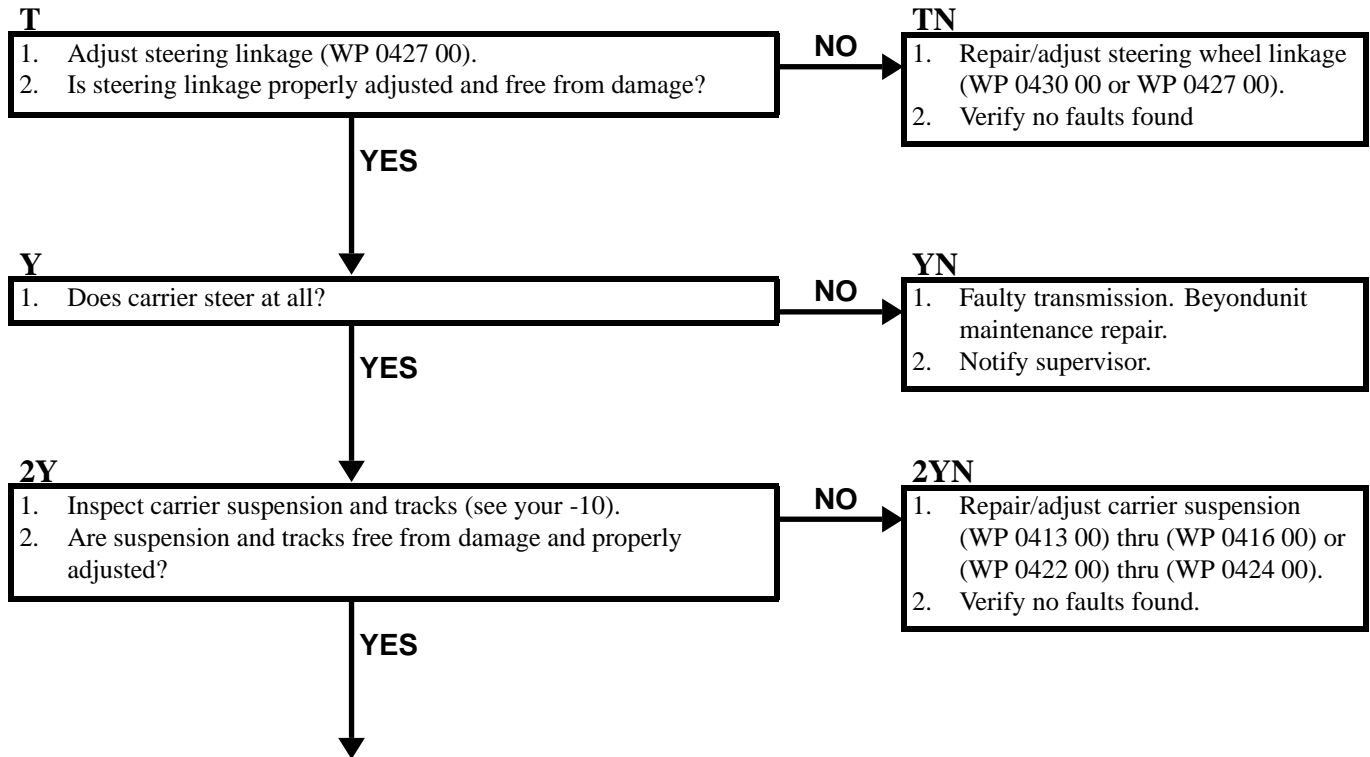 T
1. Adjust steering linkage (WP 0427 00).
2. Is steering linkage properly adjusted and free from damage?
NO
TN
1. Repair/adjust steering wheel linkage
(WP 0430 00 or WP 0427 00).
2. Verify no faults found
YES
Y
1. Does carrier steer at all?
NO
YN
1. Faulty transmission. Beyondunit
maintenance repair.
2. Notify supervisor.
YES
2Y
1. Inspect carrier suspension and tracks (see your -10).
2. Are suspension and tracks free from damage and properly
adjusted?
NO
2YN
1. Repair/adjust carrier suspension
(WP 0413 00) thru (WP 0416 00) or
(WP 0422 00) thru (WP 0424 00).
2. Verify no faults found.
YES